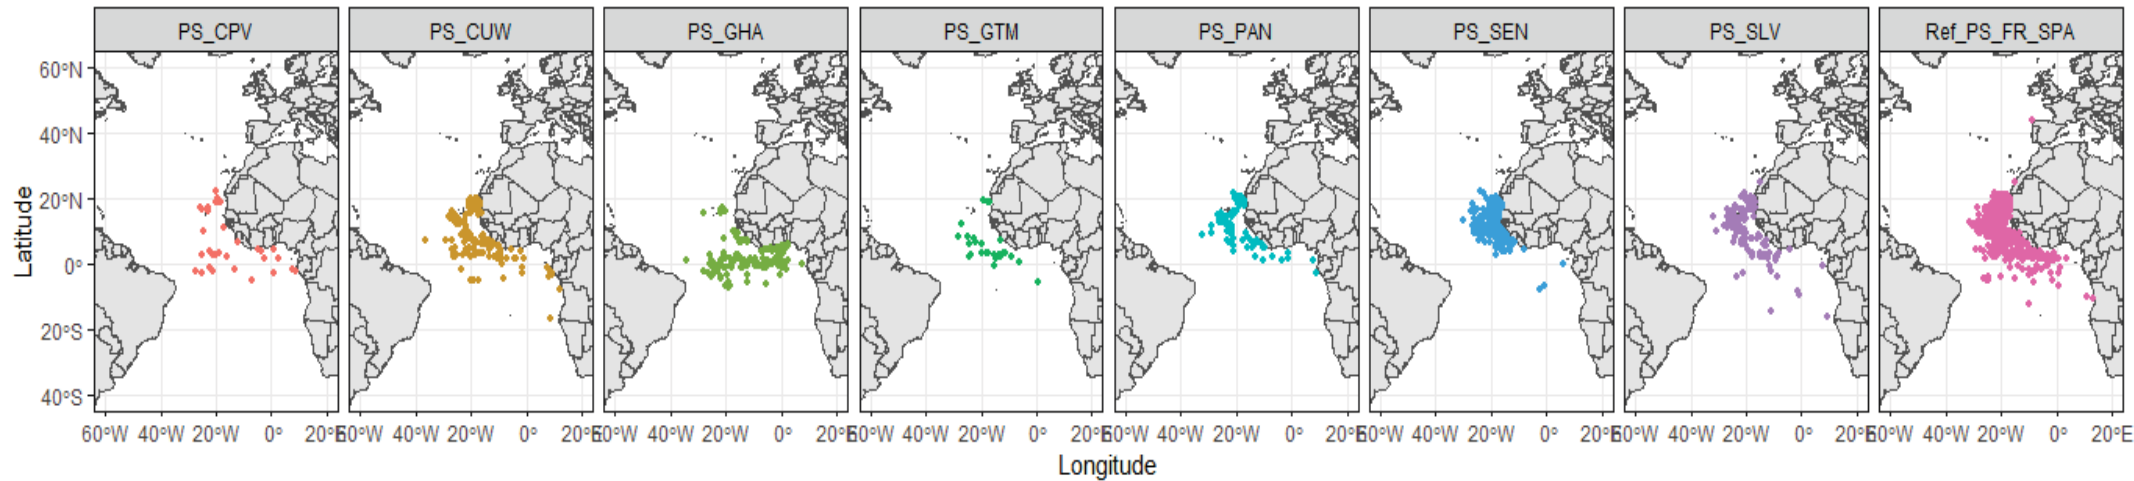 PS_CPV PS_CUW PS_GHA PS_GTM PS_PAN PS_SEN PS_SLV Ref_PS_FR_SPA
60°N
40°N
20°N
0°
20°S
40°S
Latitude
60°W 40°W 20°W 0° 20°E 60°W 40°W 20°W 0° 20°E 60°W 40°W 20°W 0° 20°E 60°W 40°W 20°W 0° 20°E 60°W 40°W 20°W 0° 20°E 60°W 40°W 20°W 0° 20°E 60°W 40°W 20°W 0° 20°E 60°W 40°W 20°W 0° 20°E
Longitude